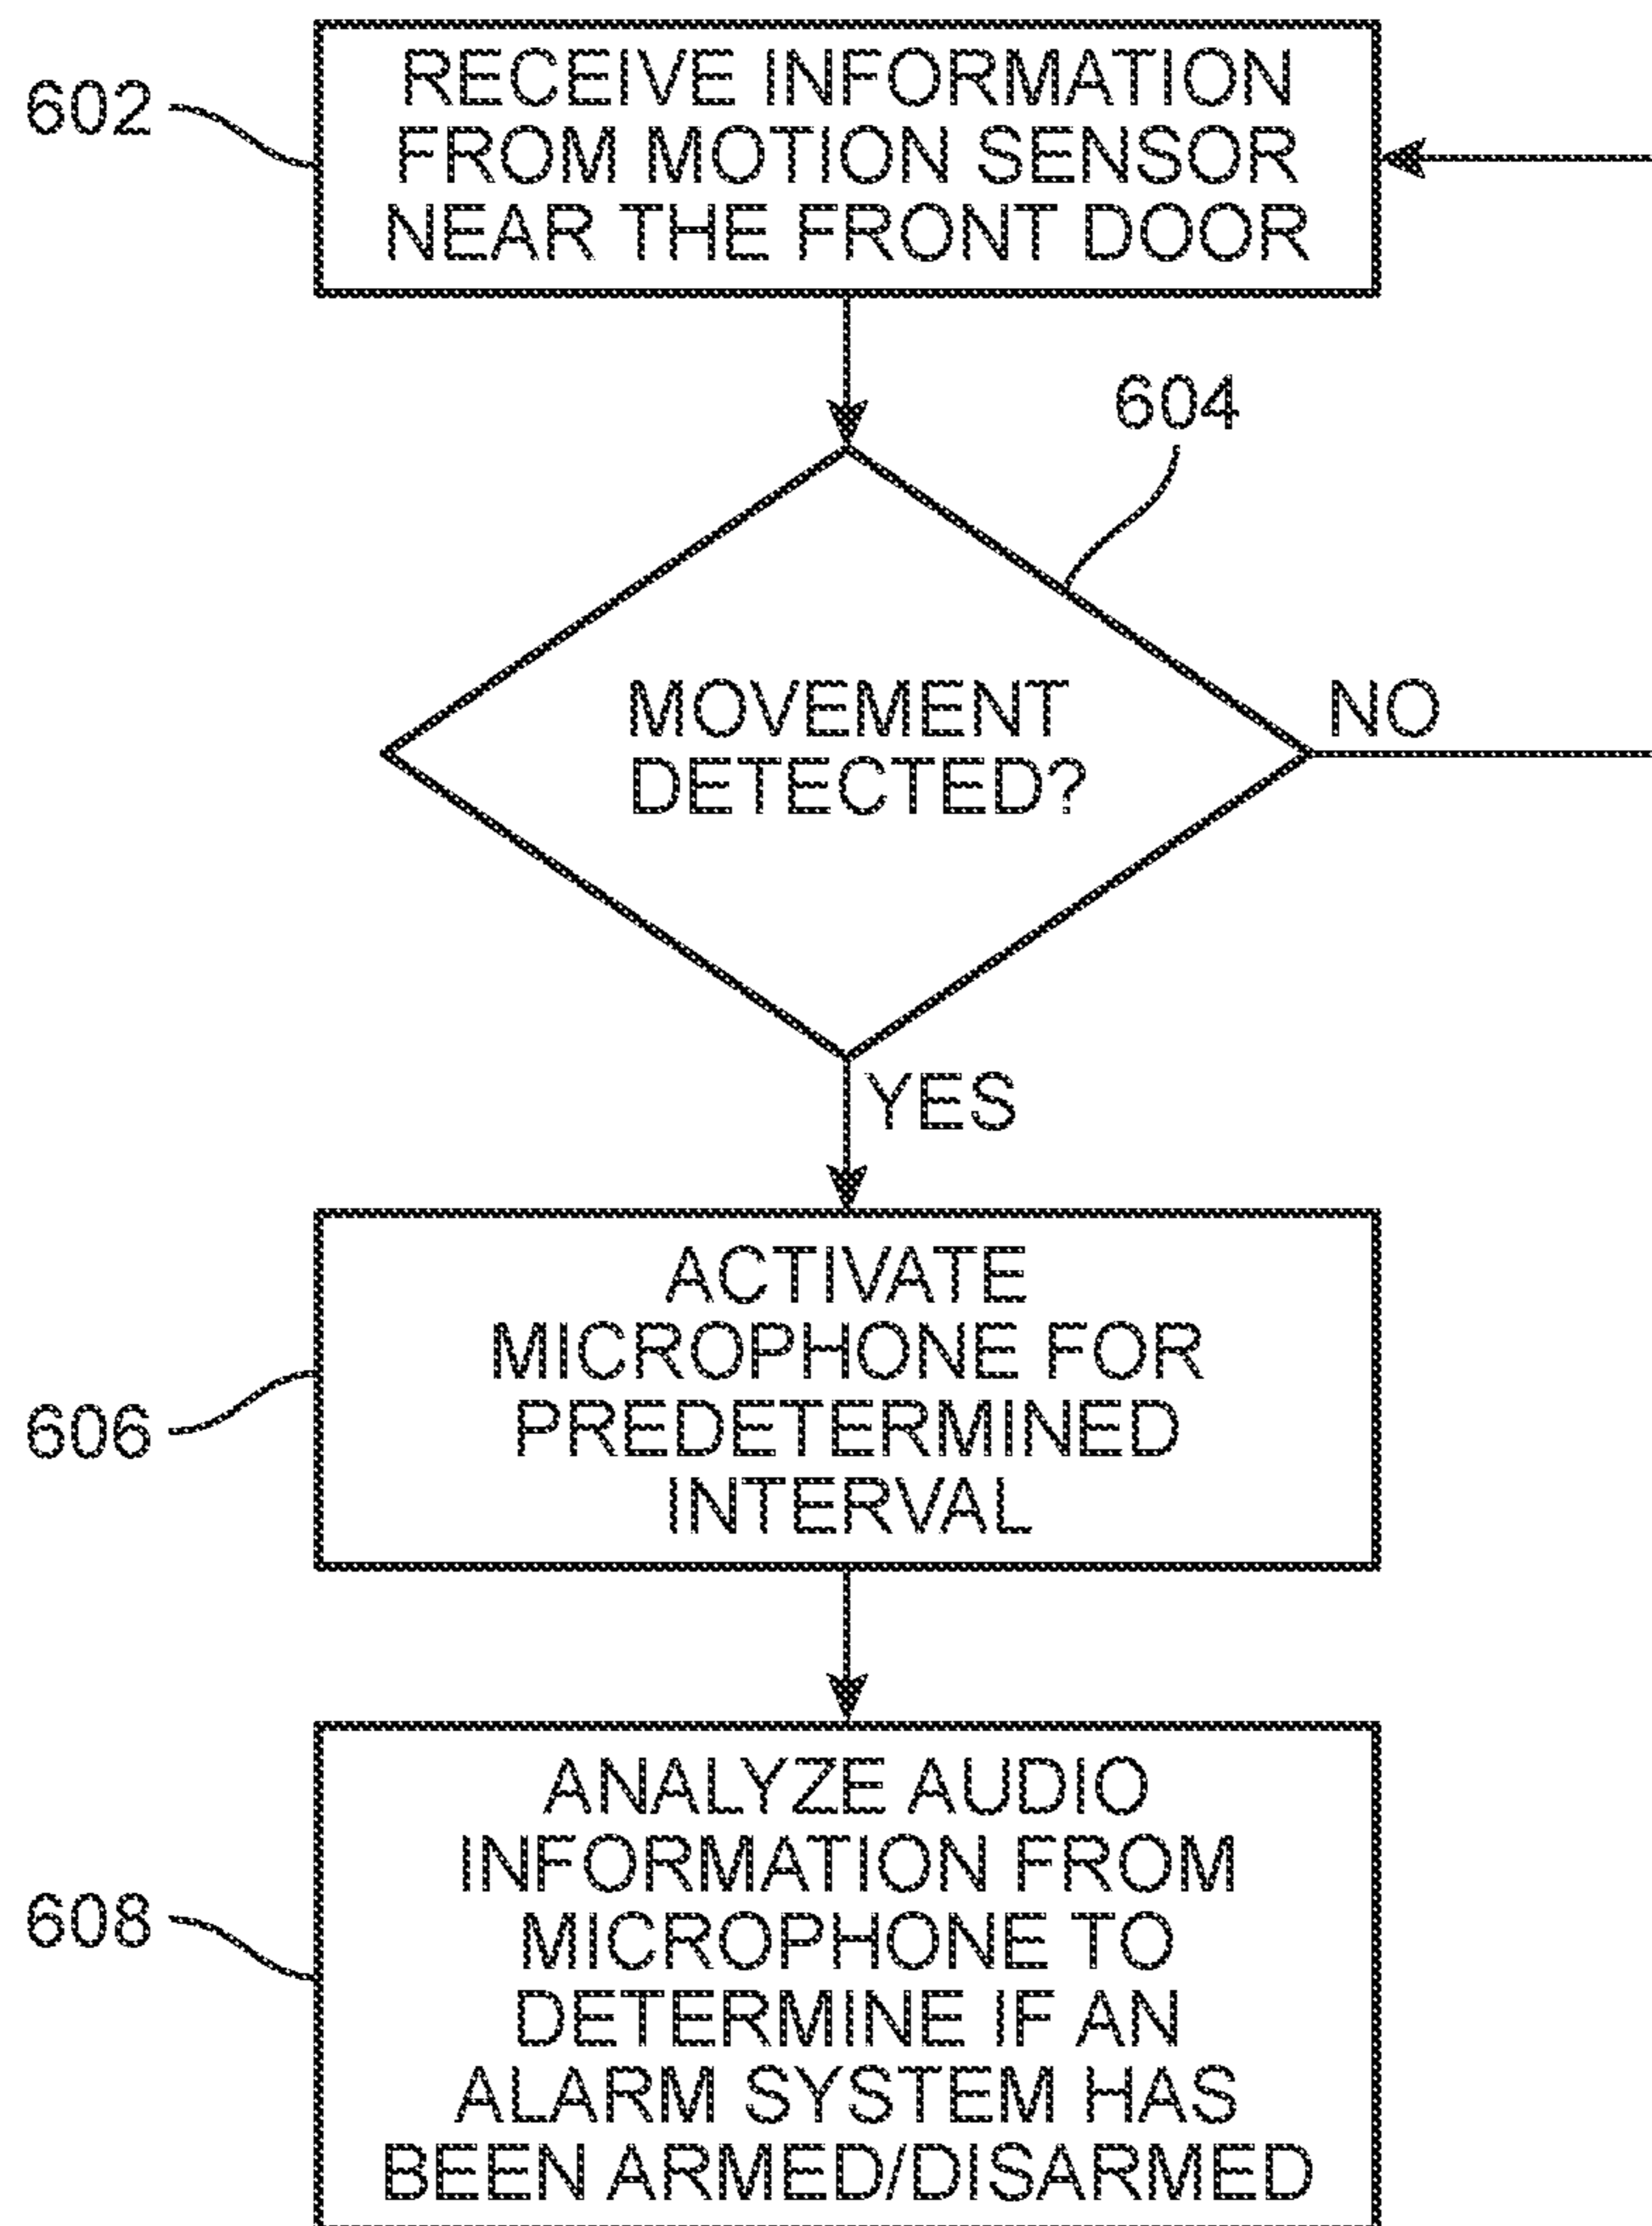 602
RECEIVE INFORMATION
FROM MOTION SENSOR
NEAR THE FRONT DOOR
604
MOVEMENT
DETECTED?
NO
YES
606
ACTIVATE
MICROPHONE FOR
PREDETERMINED
INTERVAL
608
ANALYZE AUDIO
INFORMATION FROM
MICROPHONE TO
DETERMINE IF AN
ALARM SYSTEM HAS
BEEN ARMED/DISARMED